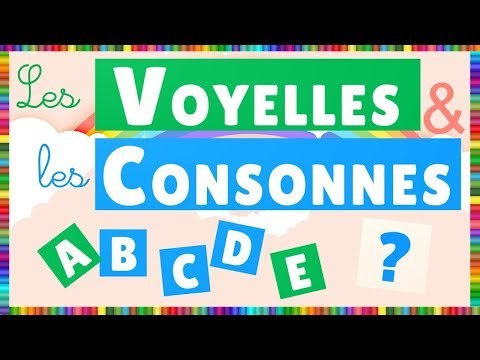 Les VOYELLES &
les CONSONNES
A B C D E ?